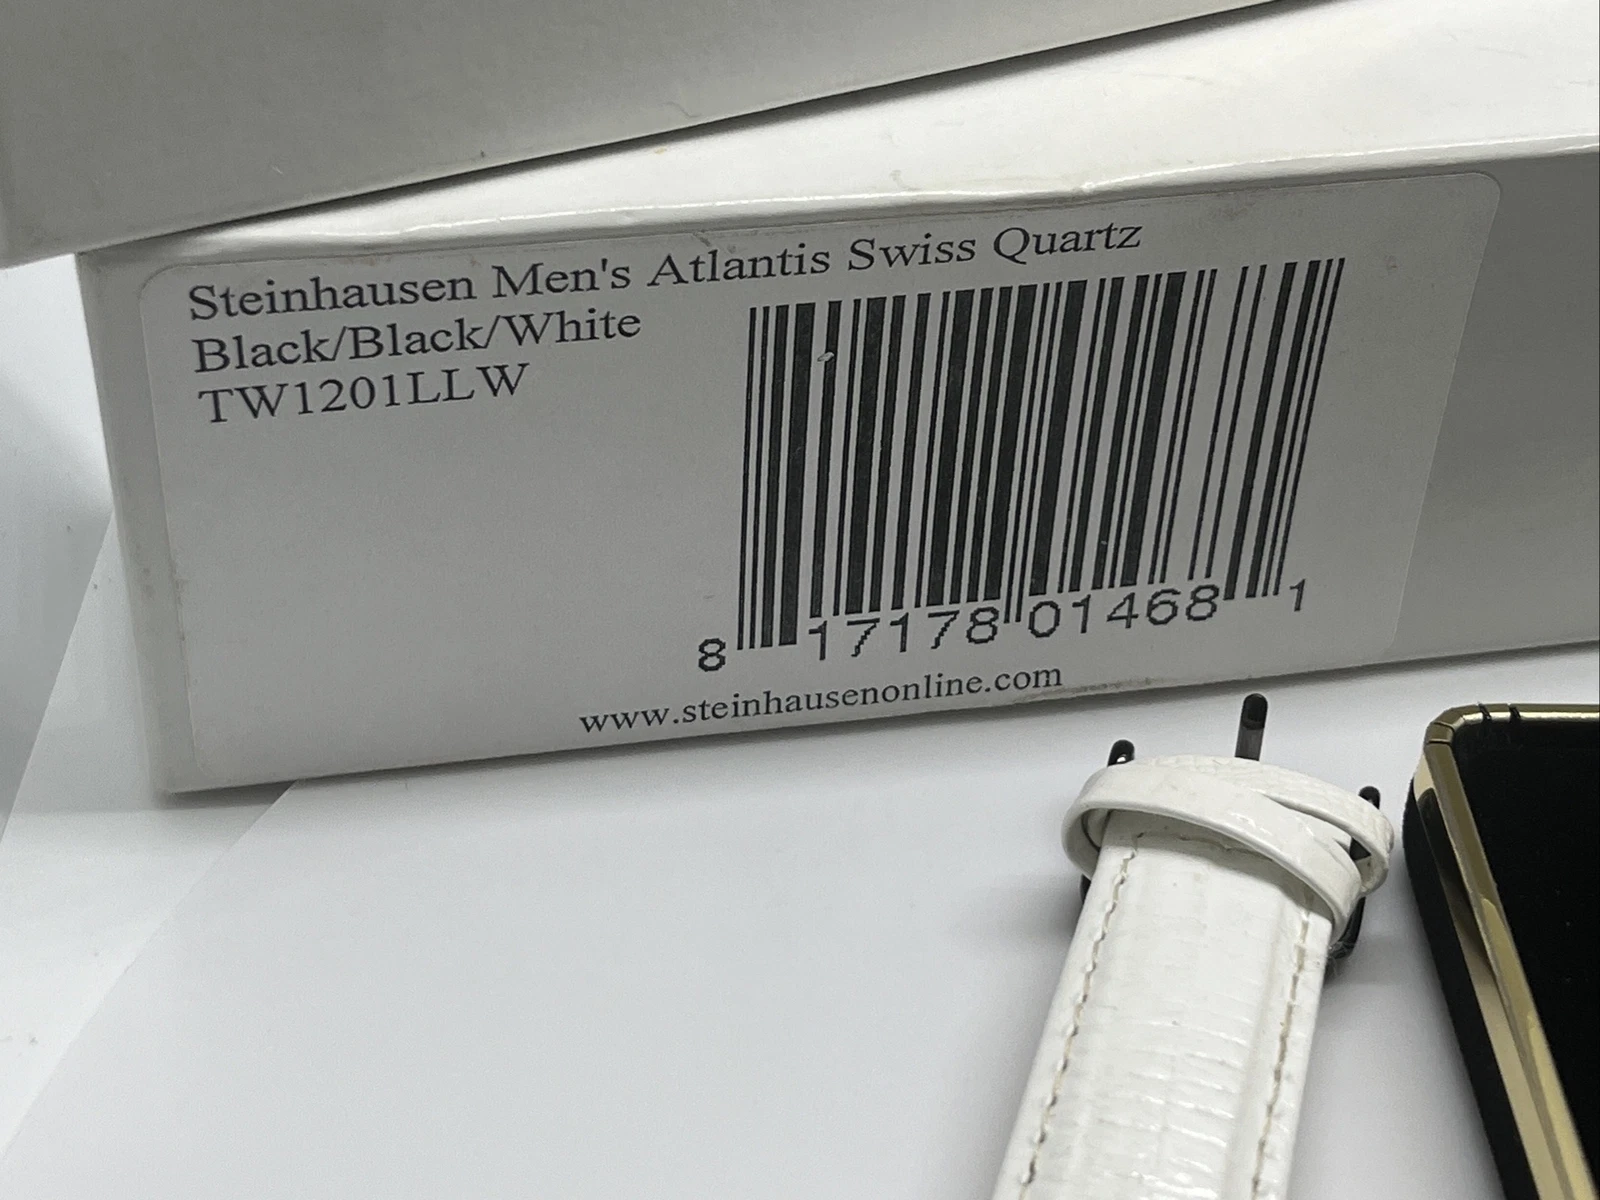 Steinhausen Men's Atlantis Swiss Quartz
Black/Black/White
TW1201LLW
8 17178 01468 1
www.steinhausenonline.com